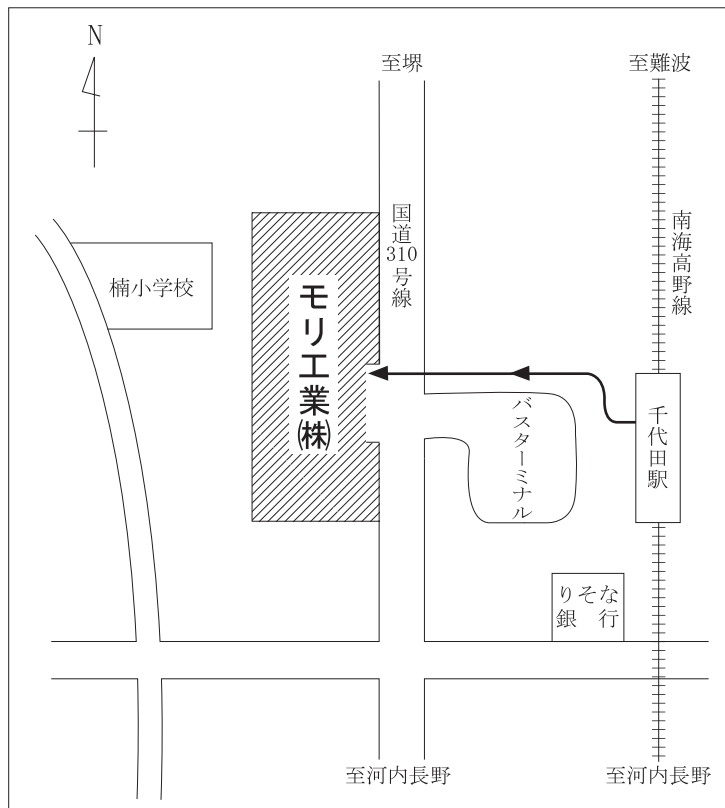 N
至堺
至難波
国道310号線
南海高野線
楠小学校
モリ工業㈱
バスターミナル
千代田駅
りそな
銀行
至河内長野
至河内長野